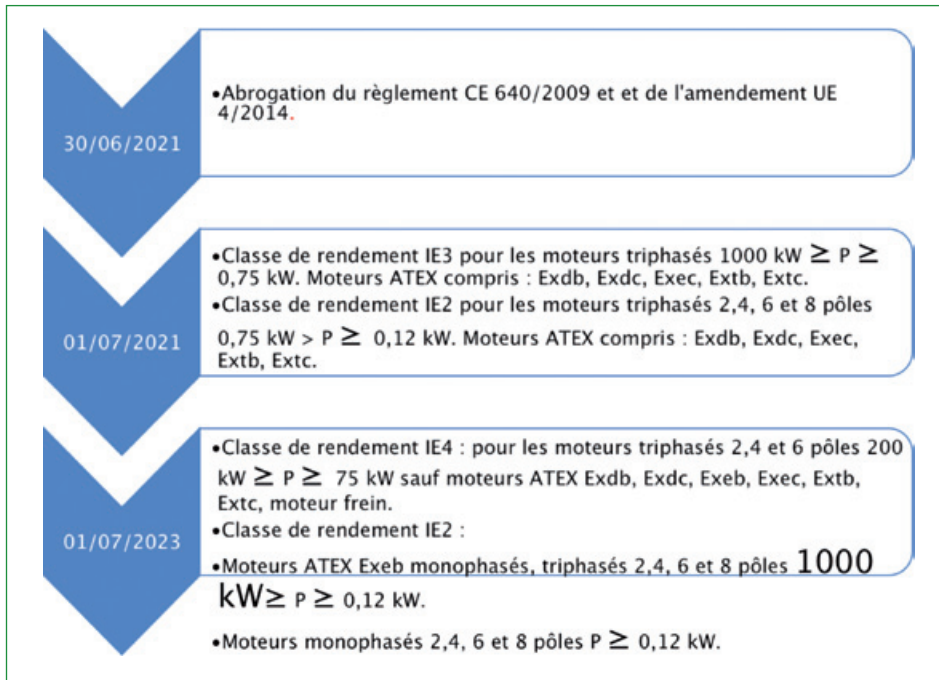 30/06/2021
•Abrogation du règlement CE 640/2009 et et de l'amendement UE
4/2014.
01/07/2021
•Classe de rendement IE3 pour les moteurs triphasés 1000 kW ≥ P ≥
0,75 kW. Moteurs ATEX compris : Exdb, Exdc, Exec, Extb, Extc.
•Classe de rendement IE2 pour les moteurs triphasés 2,4, 6 et 8 pôles
0,75 kW > P ≥ 0,12 kW. Moteurs ATEX compris : Exdb, Exdc, Exec,
Extb, Extc.
01/07/2023
•Classe de rendement IE4 : pour les moteurs triphasés 2,4 et 6 pôles 200
kW ≥ P ≥ 75 kW sauf moteurs ATEX Exdb, Exdc, Exeb, Exec, Extb,
Extc, moteur frein.
•Classe de rendement IE2 :
•Moteurs ATEX Exeb monophasés, triphasés 2,4, 6 et 8 pôles 1000
kW≥ P ≥ 0,12 kW.
•Moteurs monophasés 2,4, 6 et 8 pôles P ≥ 0,12 kW.